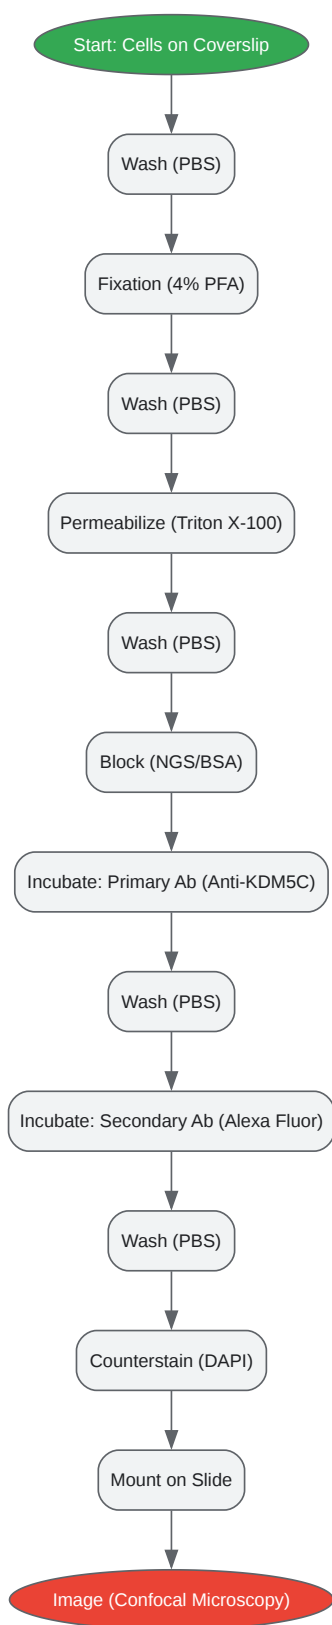 Start: Cells on Coverslip
Wash (PBS)
Fixation (4% PFA)
Wash (PBS)
Permeabilize (Triton X-100)
Wash (PBS)
Block (NGS/BSA)
Incubate: Primary Ab (Anti-KDM5C)
Wash (PBS)
Incubate: Secondary Ab (Alexa Fluor)
Wash (PBS)
Counterstain (DAPI)
Mount on Slide
Image (Confocal Microscopy)